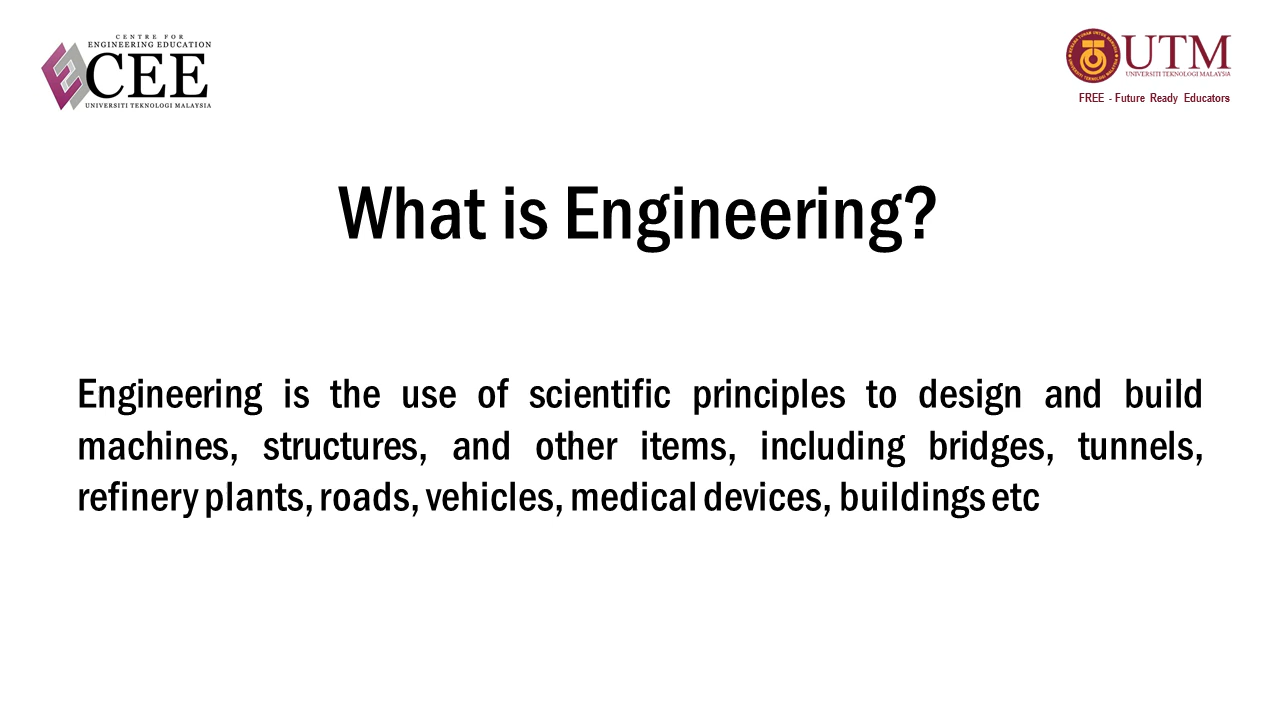 CENTRE FOR
ENGINEERING EDUCATION
CEE
UNIVERSITI TEKNOLOGI MALAYSIA
UTM
UNIVERSITI TEKNOLOGI MALAYSIA
FREE - Future Ready Educators
What is Engineering?
Engineering is the use of scientific principles to design and build
machines, structures, and other items, including bridges, tunnels,
refinery plants, roads, vehicles, medical devices, buildings etc